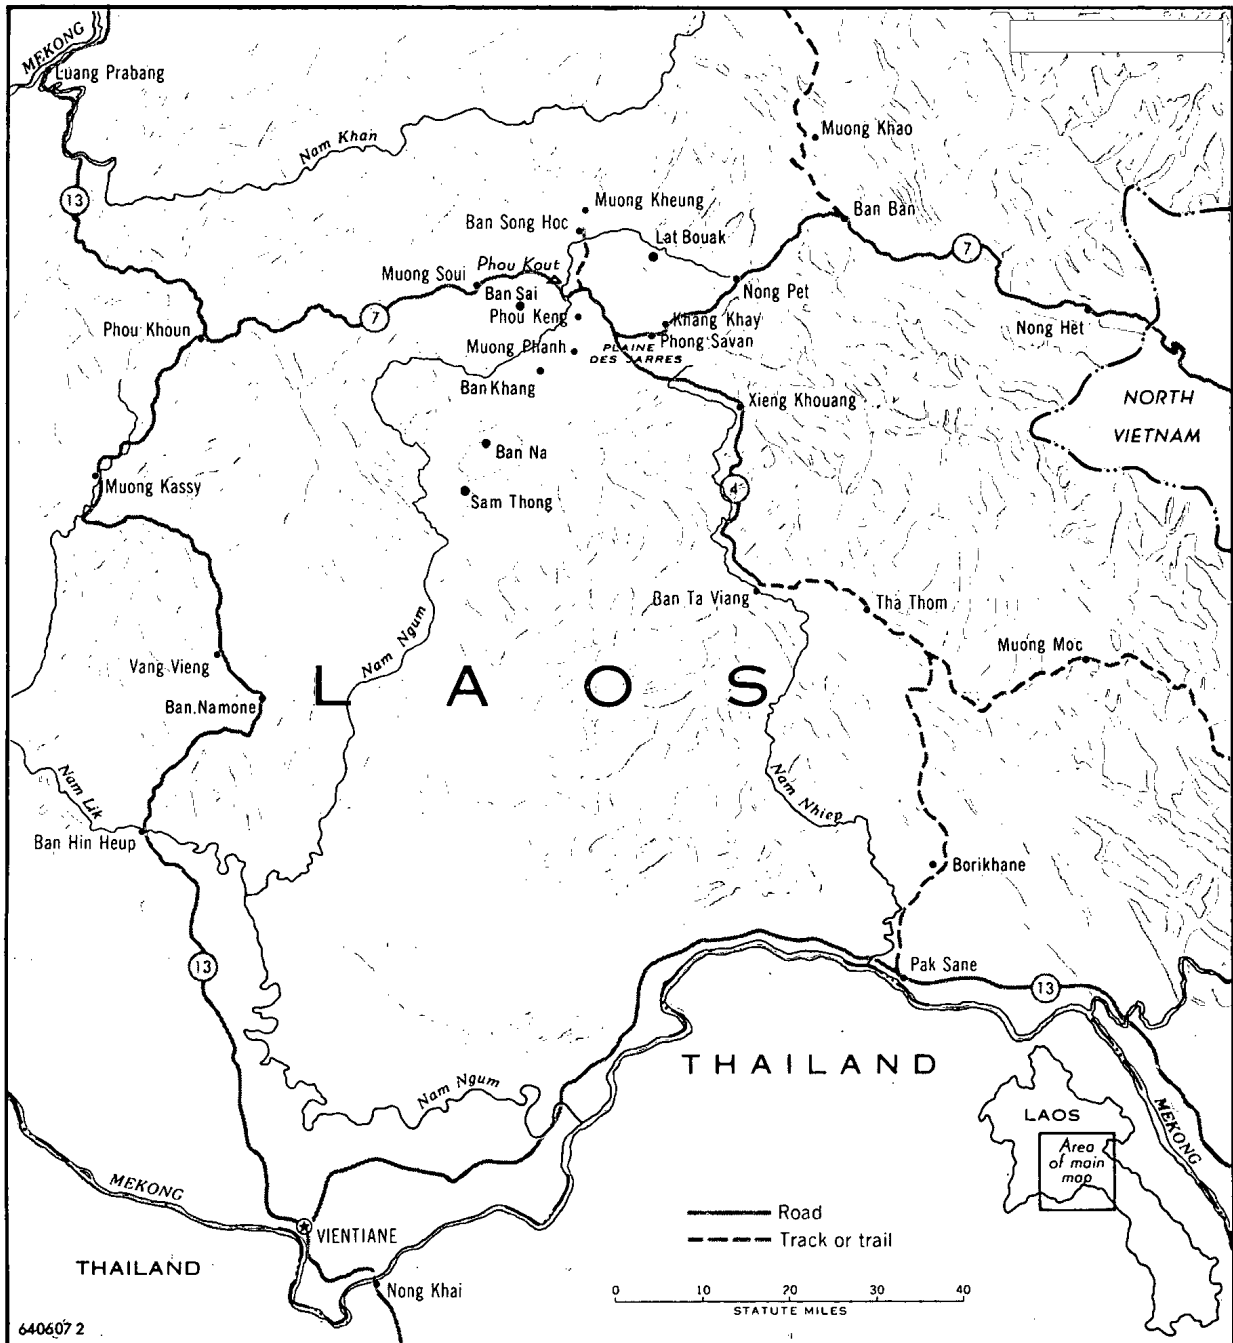 MEKONG
Luang Prabang
Nam Khan
Muong Khao
13
Muong Kheung
Ban Song Hoc
Ban Ban
Lat Bouak
7
Phou Kout
Muong Soui
Ban Sai
Nong Pet
Phou Keng
7
Khang Khay
Nong Het
Phou Khoun
Phong Savan
PLAINE
DES JARRES
Muong Phanh
Ban Khang
Xieng Khouang
NORTH
VIETNAM
Ban Na
Muong Kassy
Sam Thong
4
Ban Ta Viang
Tha Thom
Nam Ngum
Muong Moc
Vang Vieng
LAOS
Ban Namone
Nam Lik
Nam Nhiep
Ban Hin Heup
Borikhane
13
Pak Sane
13
THAILAND
Nam Ngum
LAOS
Area
of main
map
MEKONG
MEKONG
Road
VIENTIANE
Track or trail
THAILAND
Nong Khai
0 10 20 30 40
STATUTE MILES
640607 2